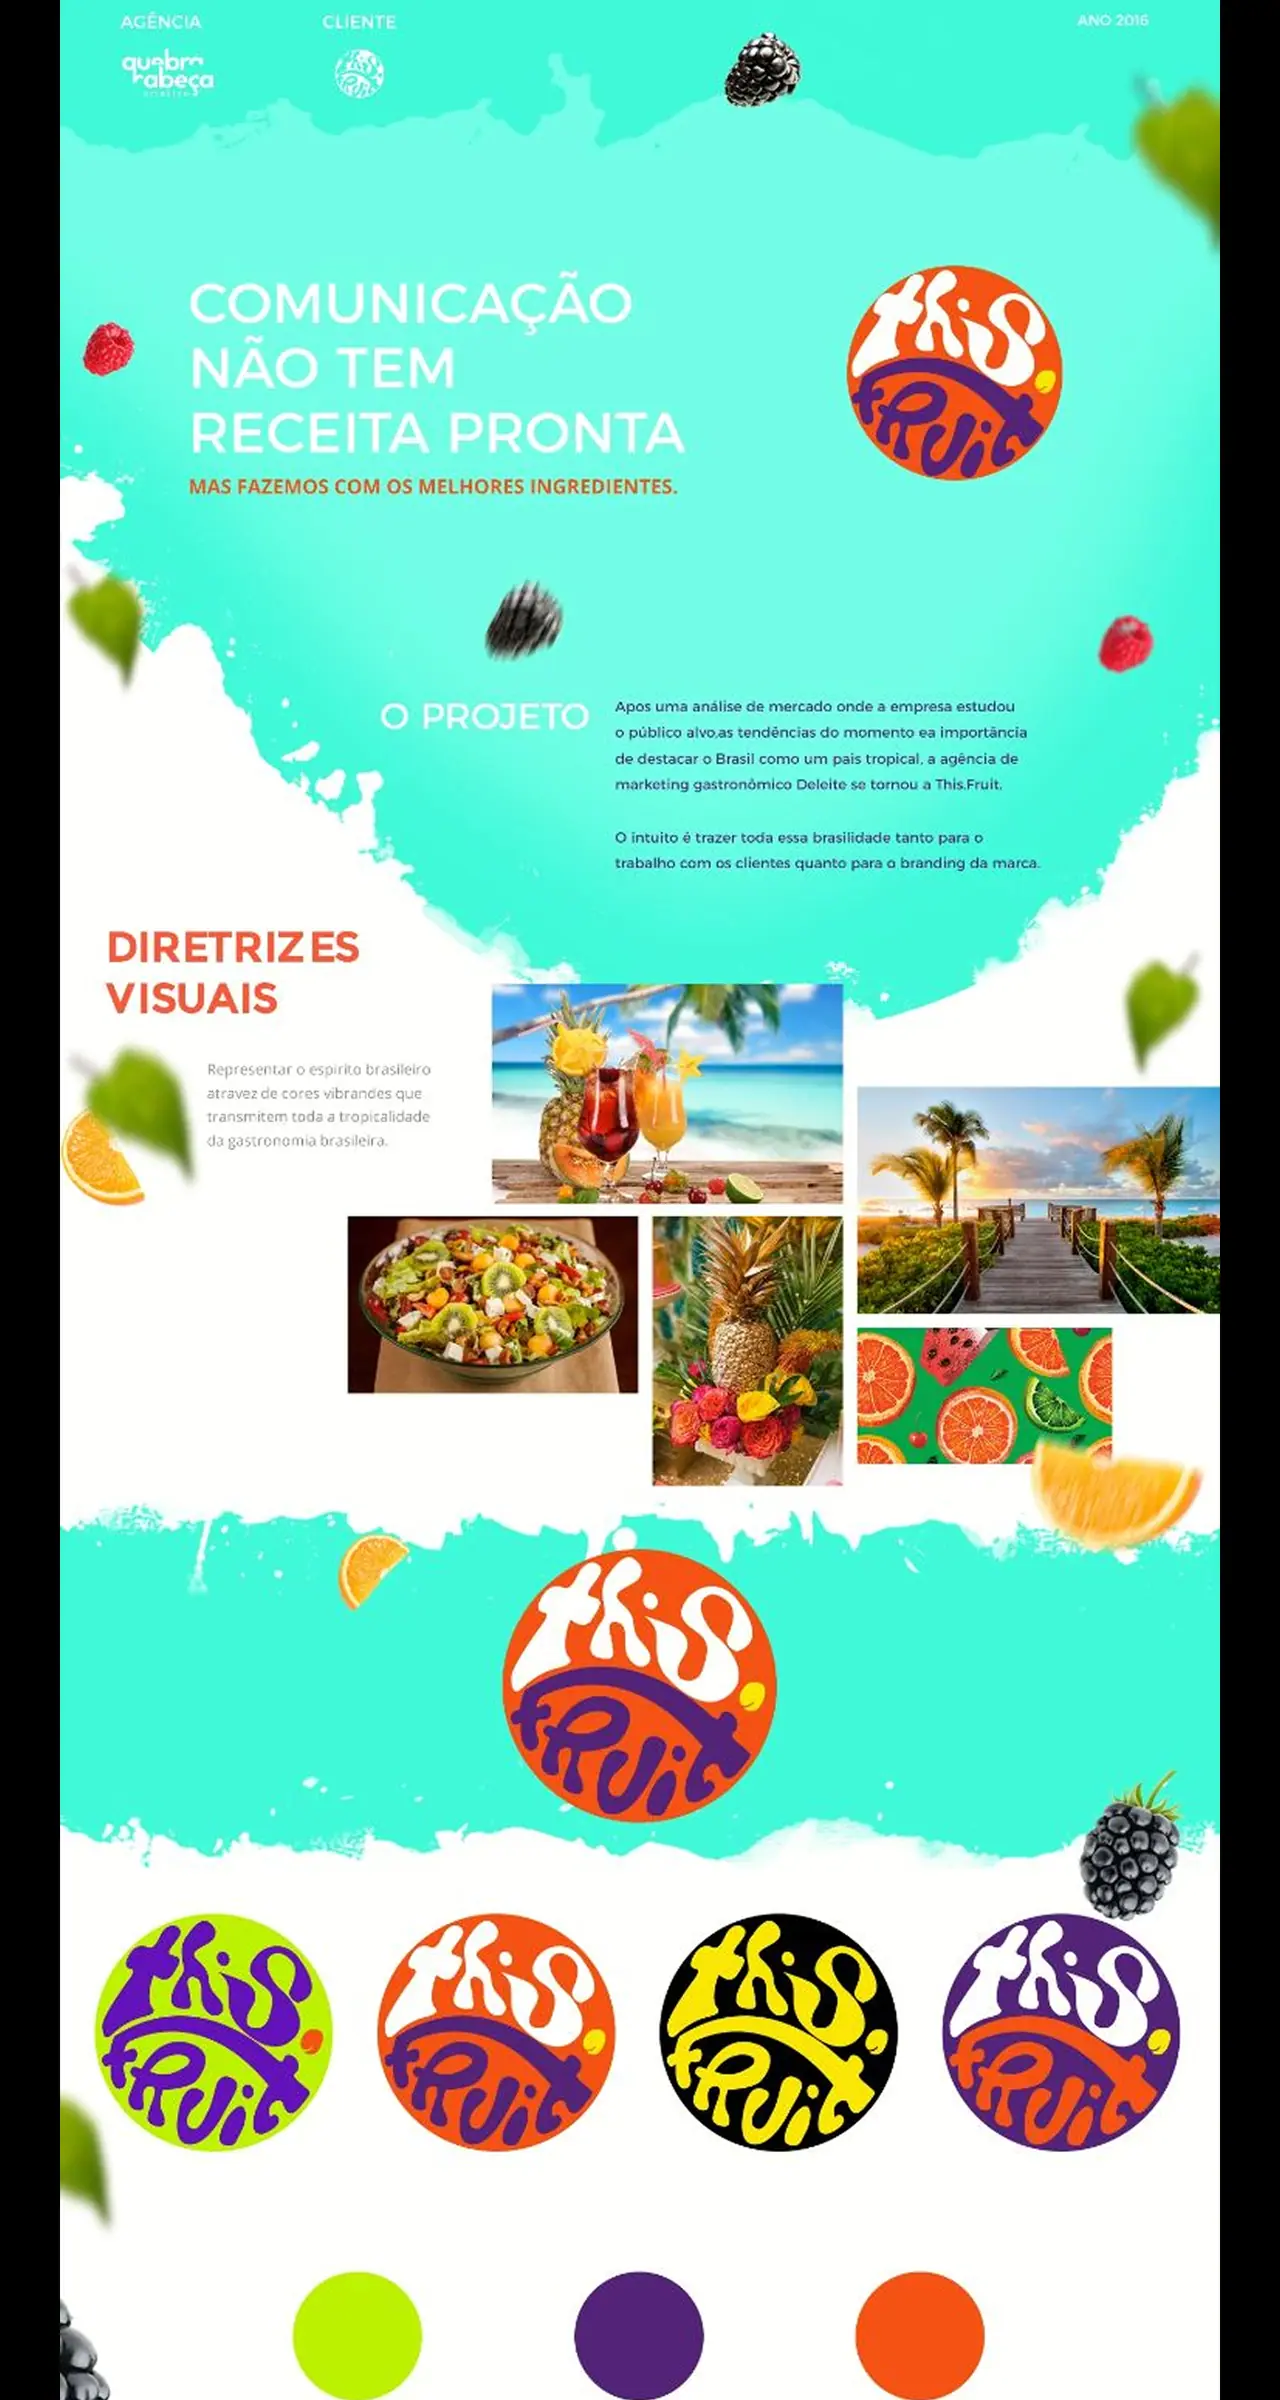 AGÊNCIA
CLIENTE
ANO 2016
quebra
cabeça
this.
fruit
COMUNICAÇÃO
NÃO TEM
RECEITA PRONTA
MAS FAZEMOS COM OS MELHORES INGREDIENTES.
this.
fRuit
O PROJETO
Apos uma análise de mercado onde a empresa estudou
o público alvo,as tendências do momento ea importância
de destacar o Brasil como um pais tropical, a agência de
marketing gastronômico Deleite se tornou a This.Fruit.
O intuito é trazer toda essa brasilidade tanto para o
trabalho com os clientes quanto para o branding da marca.
DIRETRIZES
VISUAIS
Representar o espirito brasileiro
atravez de cores vibrandes que
transmitem toda a tropicalidade
da gastronomia brasileira.
this.
fRuit
this.
fRuit
this.
fRuit
this.
fRuit
this.
fRuit